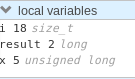 local variables
i 18 size_t
result 2 long
x 5 unsigned long